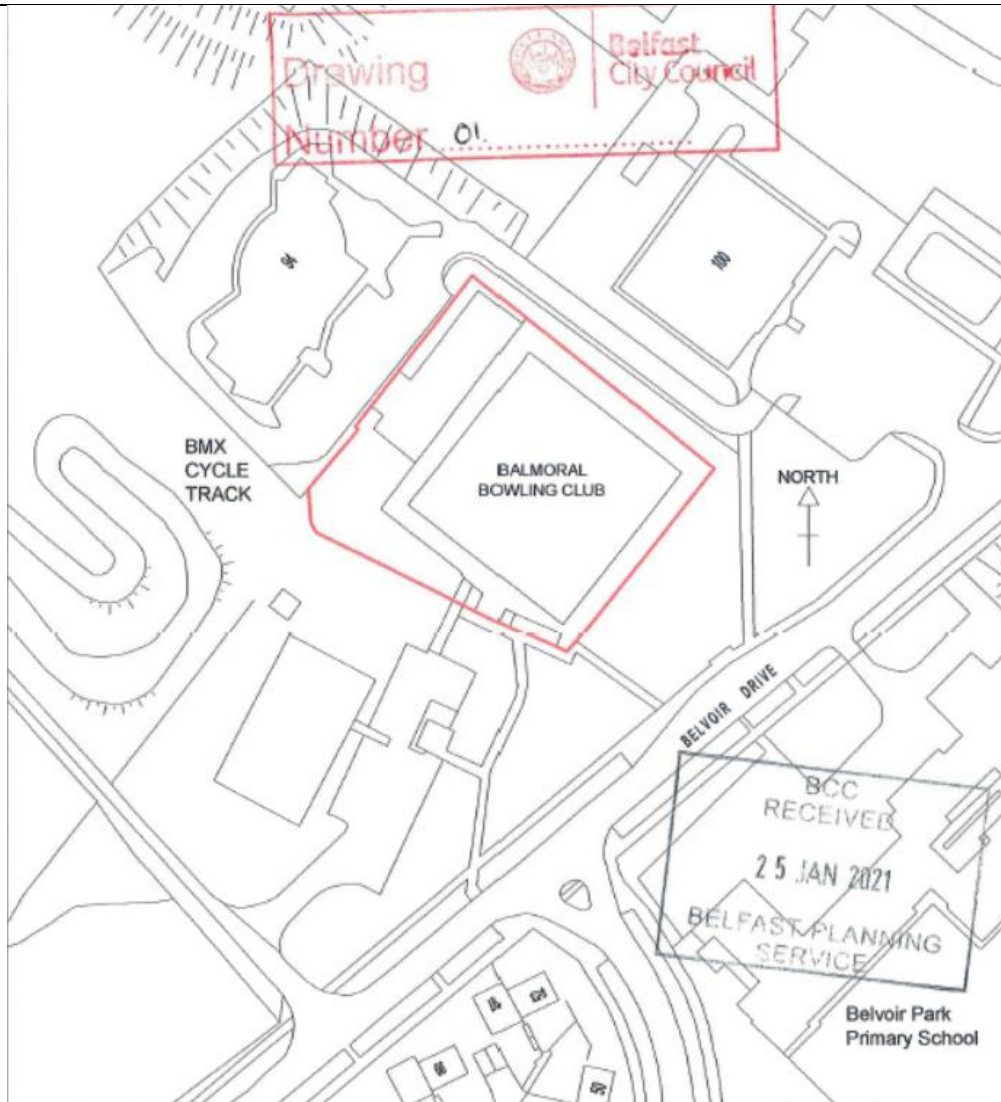 Drawing
Number 01.
Belfast
City Council
100
BMX
CYCLE
TRACK
BALMORAL
BOWLING CLUB
NORTH
BELVOIR DRIVE
BCC
RECEIVED
25 JAN 2021
BELFAST PLANNING
SERVICE
Belvoir Park
Primary School